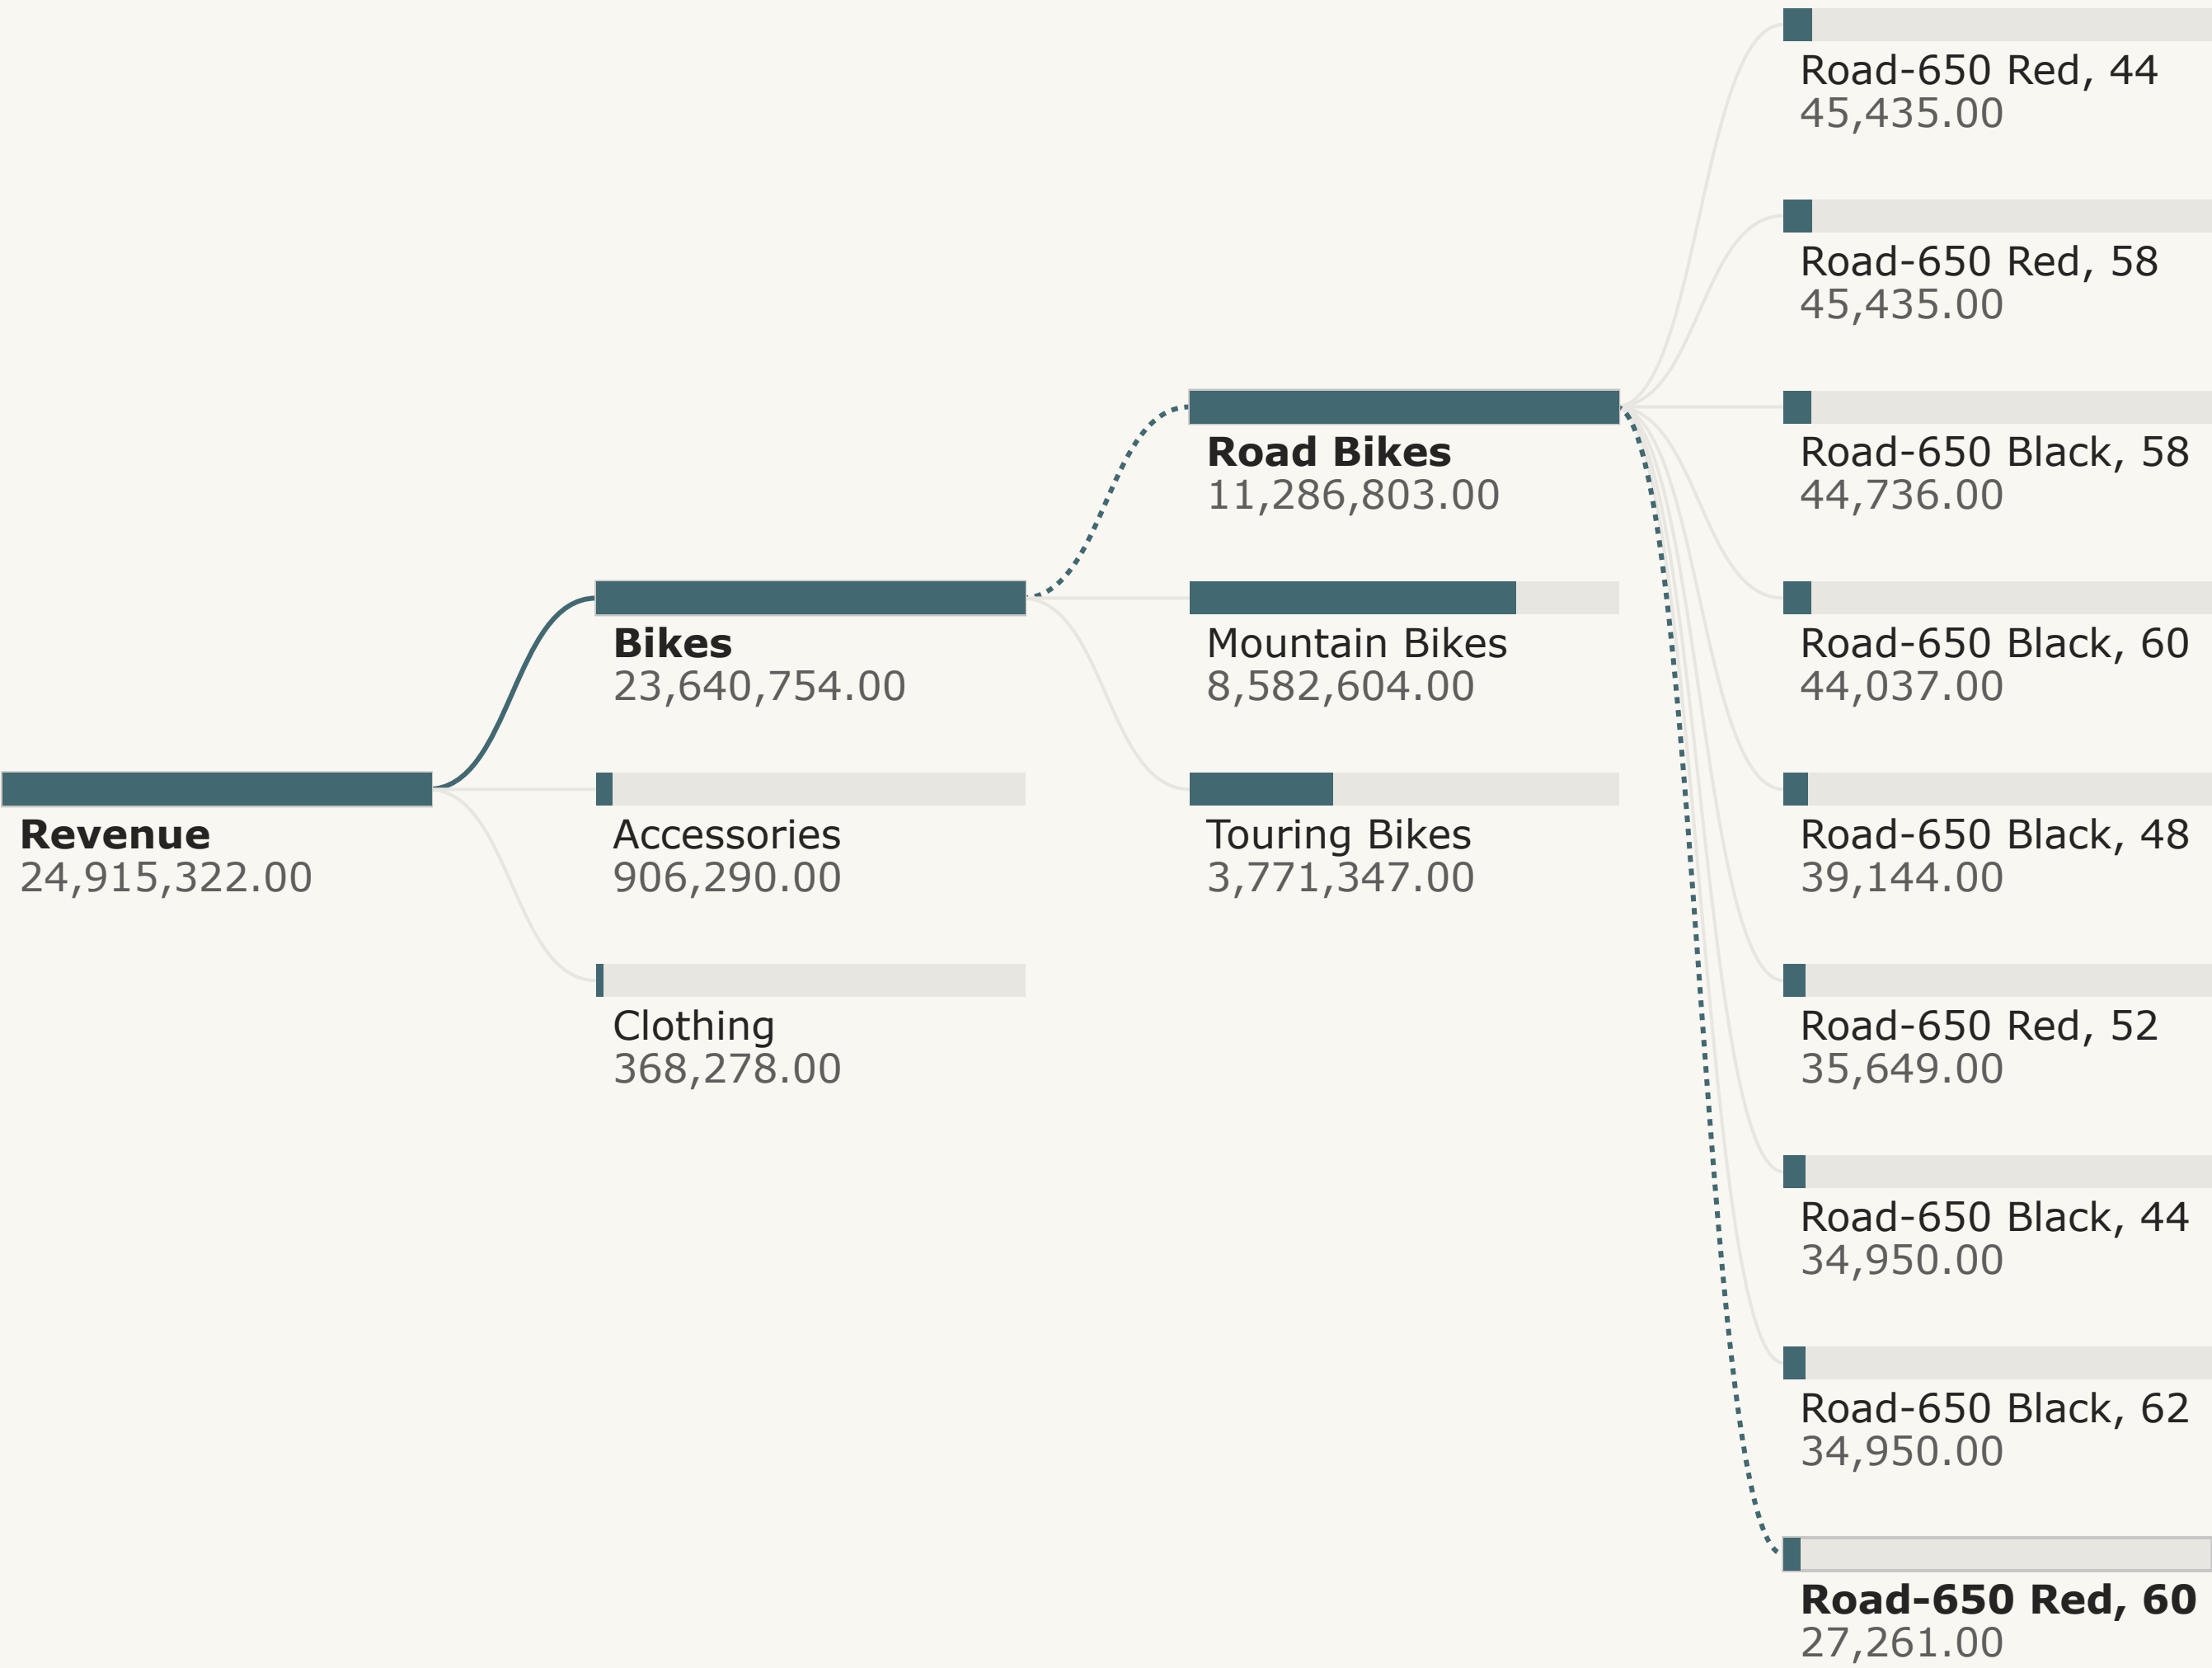 Revenue
24,915,322.00
Bikes
23,640,754.00
Accessories
906,290.00
Clothing
368,278.00
Road Bikes
11,286,803.00
Mountain Bikes
8,582,604.00
Touring Bikes
3,771,347.00
Road-650 Red, 44
45,435.00
Road-650 Red, 58
45,435.00
Road-650 Black, 58
44,736.00
Road-650 Black, 60
44,037.00
Road-650 Black, 48
39,144.00
Road-650 Red, 52
35,649.00
Road-650 Black, 44
34,950.00
Road-650 Black, 62
34,950.00
Road-650 Red, 60
27,261.00